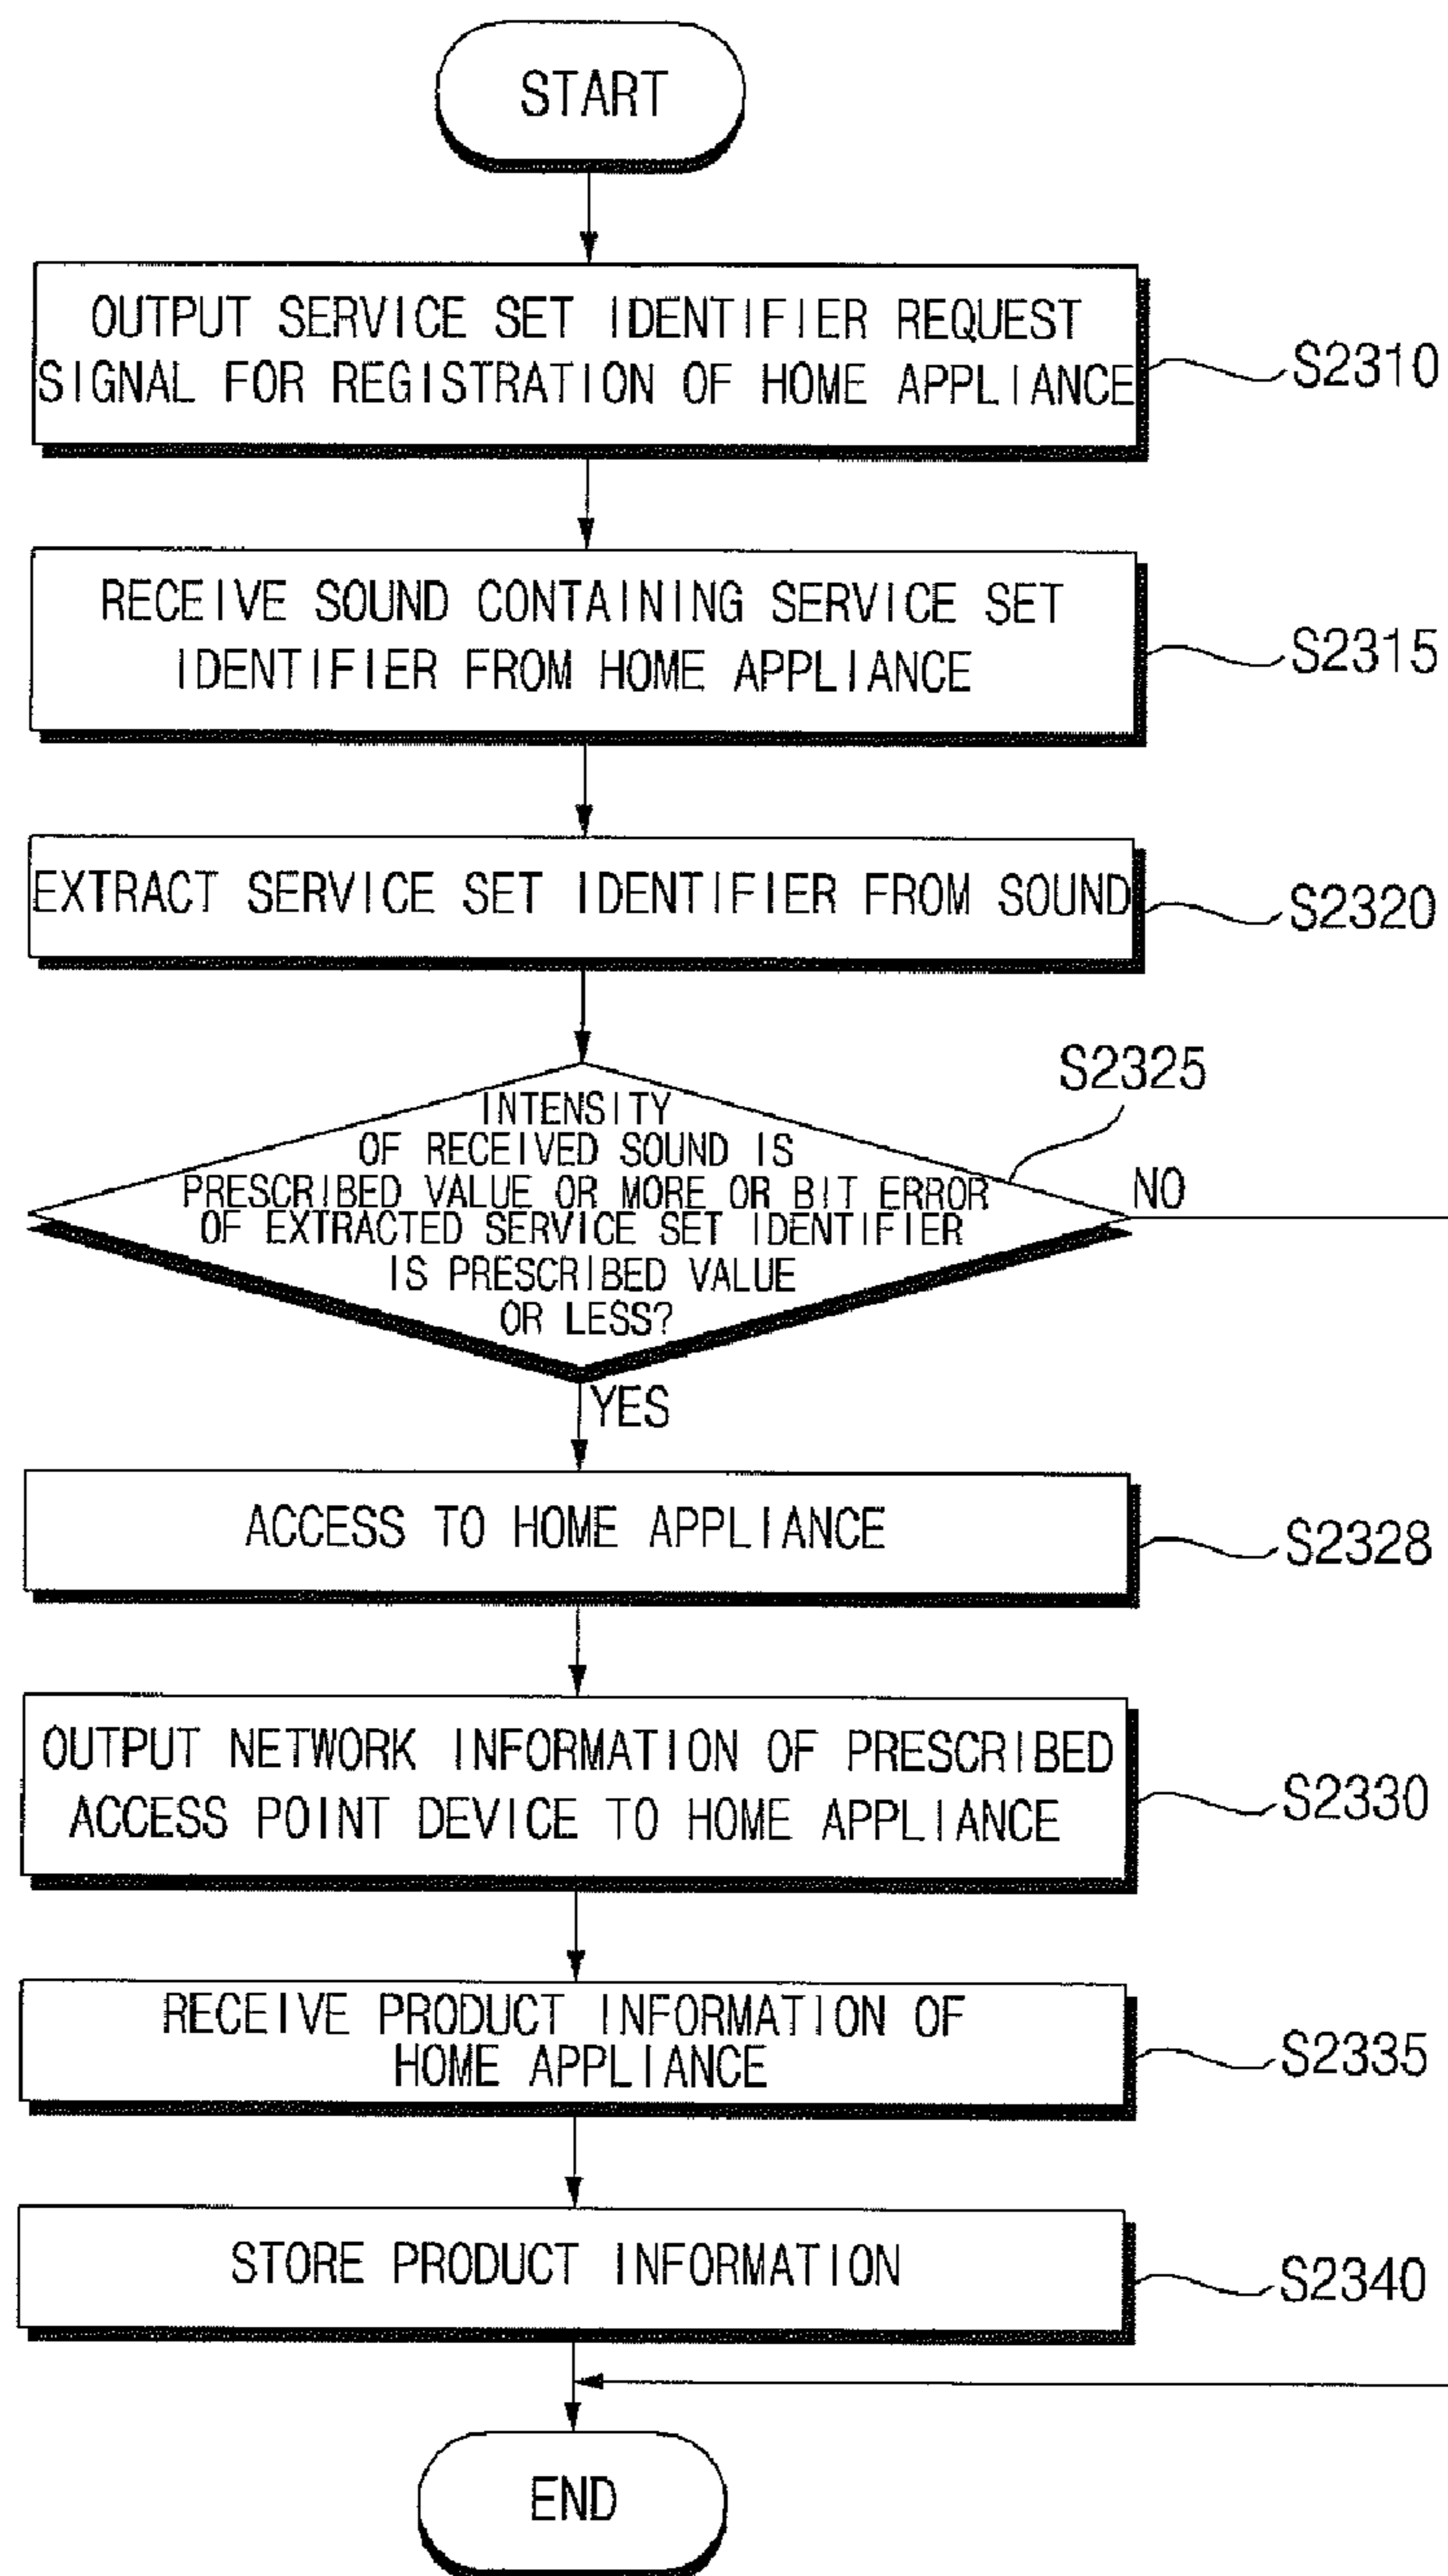 START
OUTPUT SERVICE SET IDENTIFIER REQUEST
SIGNAL FOR REGISTRATION OF HOME APPLIANCE
S2310
RECEIVE SOUND CONTAINING SERVICE SET
IDENTIFIER FROM HOME APPLIANCE
S2315
EXTRACT SERVICE SET IDENTIFIER FROM SOUND
S2320
S2325
INTENSITY
OF RECEIVED SOUND IS
PRESCRIBED VALUE OR MORE OR BIT ERROR
OF EXTRACTED SERVICE SET IDENTIFIER
IS PRESCRIBED VALUE
OR LESS?
NO
YES
ACCESS TO HOME APPLIANCE
S2328
OUTPUT NETWORK INFORMATION OF PRESCRIBED
ACCESS POINT DEVICE TO HOME APPLIANCE
S2330
RECEIVE PRODUCT INFORMATION OF
HOME APPLIANCE
S2335
STORE PRODUCT INFORMATION
S2340
END